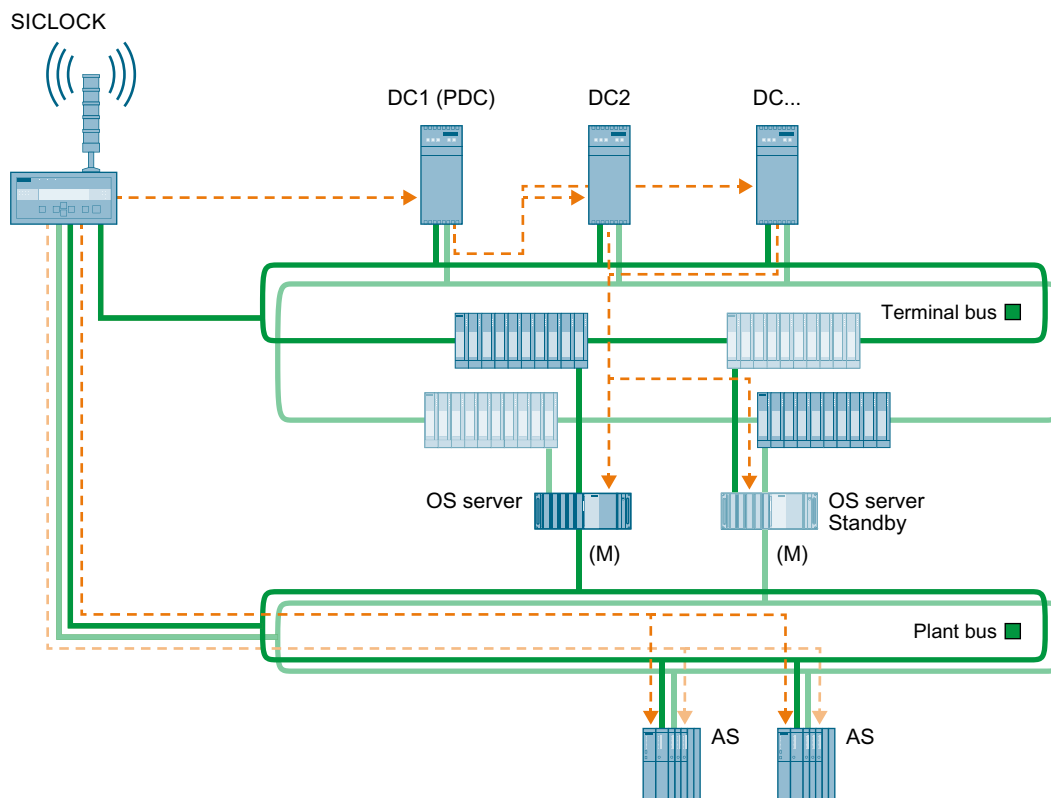 SICLOCK
DC1 (PDC)
DC2
DC...
Terminal bus
OS server
OS server
Standby
(M)
(M)
Plant bus
AS
AS